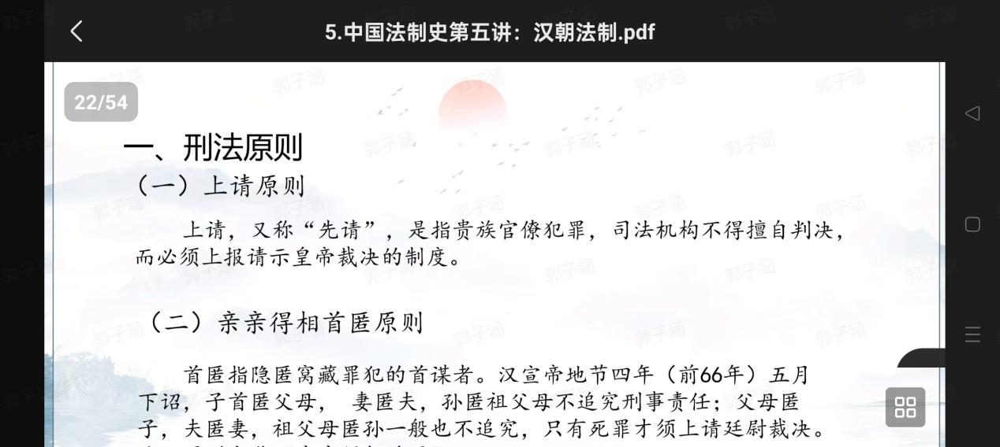 5.中国法制史第五讲：汉朝法制.pdf
22/54
一、刑法原则
（一）上请原则
上请，又称“先请”，是指贵族官僚犯罪，司法机构不得擅自判决，
而必须上报请示皇帝裁决的制度。
（二）亲亲得相首匿原则
首匿指隐匿窝藏罪犯的首谋者。汉宣帝地节四年（前66年）五月
下诏，子首匿父母， 妻匿夫，孙匿祖父母不追究刑事责任；父母匿
子，夫匿妻，祖父母匿孙一般也不追究，只有死罪才须上请廷尉裁决。
郭子涵